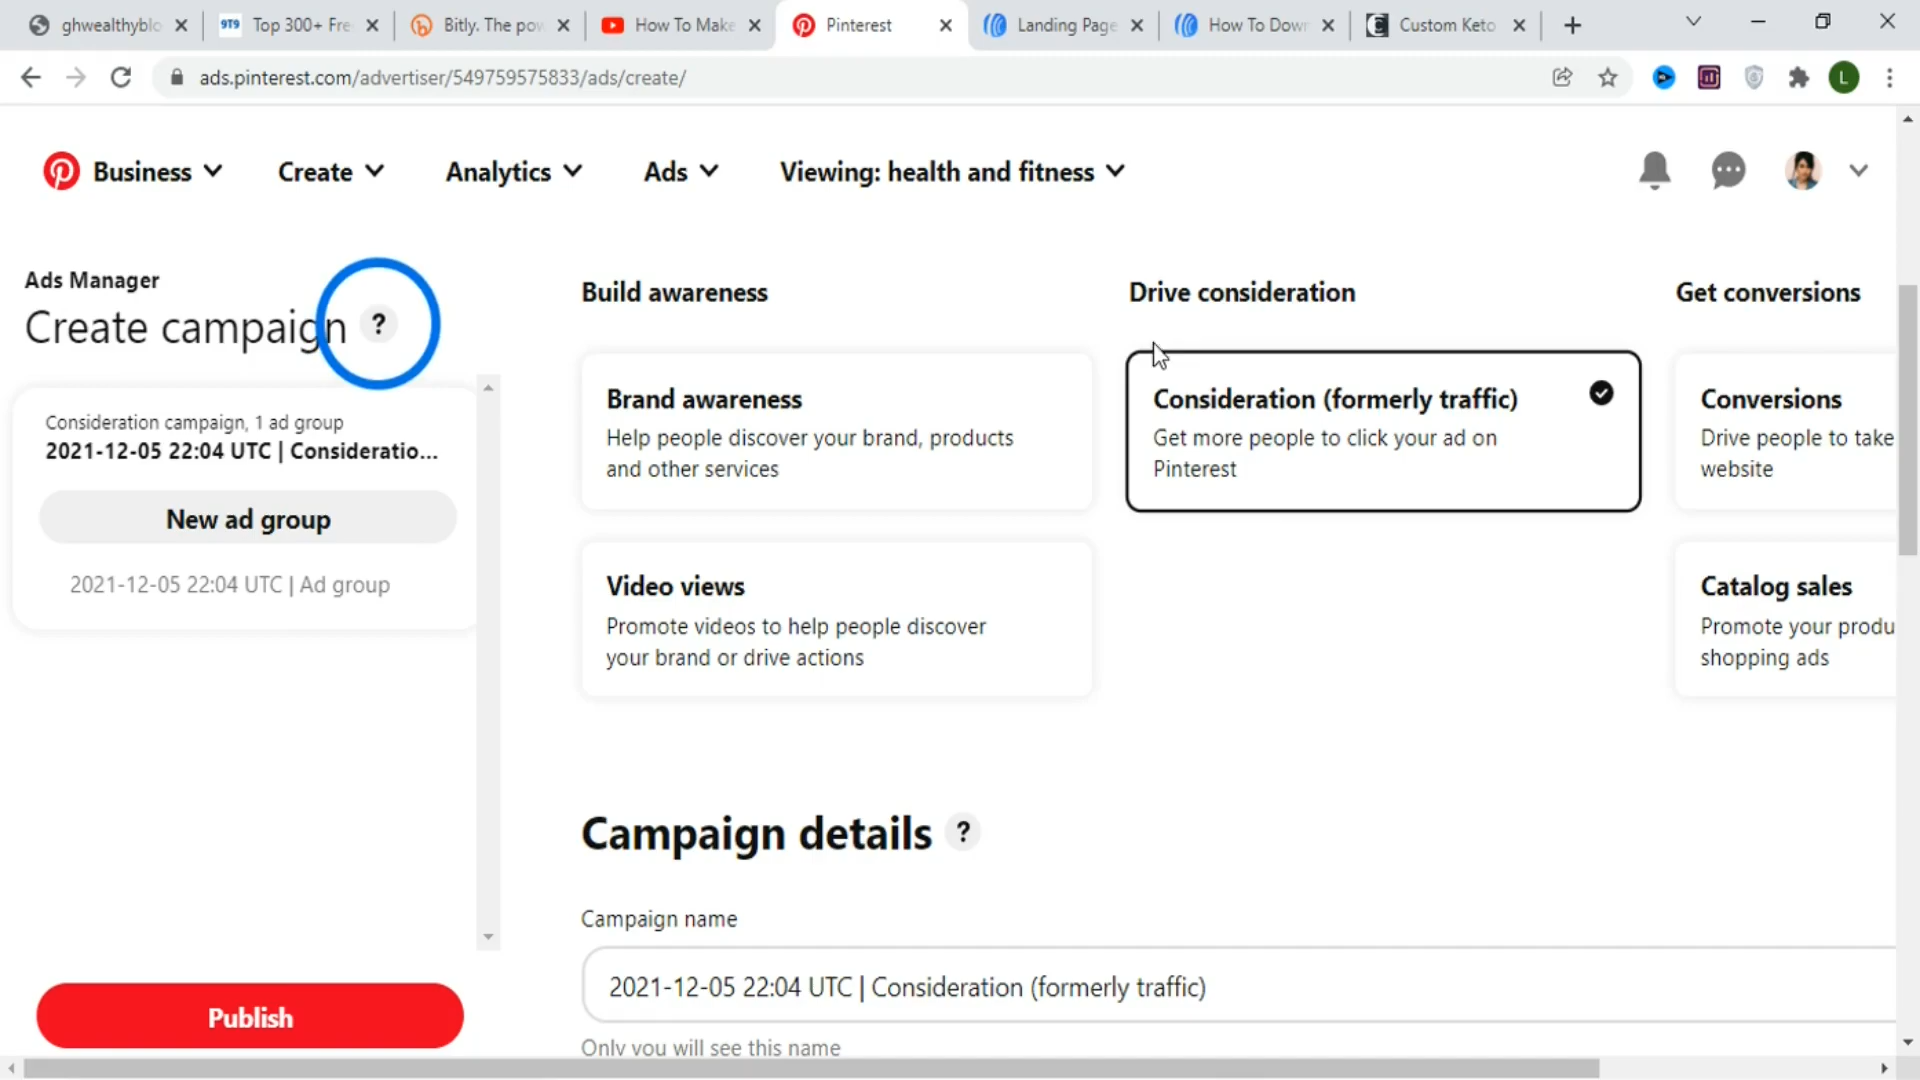 ghwealthyblo
9T9 Top 300+ Fre
Bitly. The pow
How To Make
Pinterest
Landing Page
How To Down
Custom Keto
ads.pinterest.com/advertiser/549759575833/ads/create/
L
Business
Create
Analytics
Ads
Viewing: health and fitness
Ads Manager
Create campaign ?
Consideration campaign, 1 ad group
2021-12-05 22:04 UTC | Consideratio...
New ad group
2021-12-05 22:04 UTC | Ad group
Publish
Build awareness
Brand awareness
Help people discover your brand, products
and other services
Video views
Promote videos to help people discover
your brand or drive actions
Drive consideration
Consideration (formerly traffic)
Get more people to click your ad on
Pinterest
Get conversions
Conversions
Drive people to take
website
Catalog sales
Promote your produ
shopping ads
Campaign details ?
Campaign name
2021-12-05 22:04 UTC | Consideration (formerly traffic)
Only you will see this name